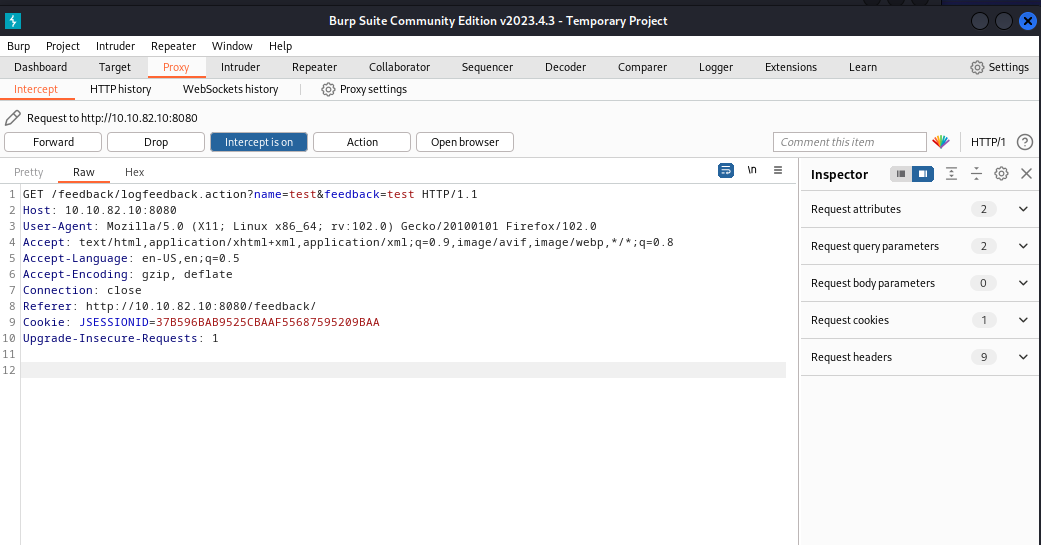 Burp Suite Community Edition v2023.4.3 - Temporary Project
Burp Project Intruder Repeater Window Help
Dashboard Target Proxy Intruder Repeater Collaborator Sequencer Decoder Comparer Logger Extensions Learn Settings
Intercept HTTP history WebSockets history Proxy settings
Request to http://10.10.82.10:8080
Forward Drop Intercept is on Action Open browser Comment this item HTTP/1 ?
Pretty Raw Hex \n
Inspector
1 GET /feedback/logfeedback.action?name=test&feedback=test HTTP/1.1
2 Host: 10.10.82.10:8080
3 User-Agent: Mozilla/5.0 (X11; Linux x86_64; rv:102.0) Gecko/20100101 Firefox/102.0
4 Accept: text/html,application/xhtml+xml,application/xml;q=0.9,image/avif,image/webp,*/*;q=0.8
5 Accept-Language: en-US,en;q=0.5
6 Accept-Encoding: gzip, deflate
7 Connection: close
8 Referer: http://10.10.82.10:8080/feedback/
9 Cookie: JSESSIONID=37B596BAB9525CBAAF55687595209BAA
10 Upgrade-Insecure-Requests: 1
11
12
Request attributes 2
Request query parameters 2
Request body parameters 0
Request cookies 1
Request headers 9